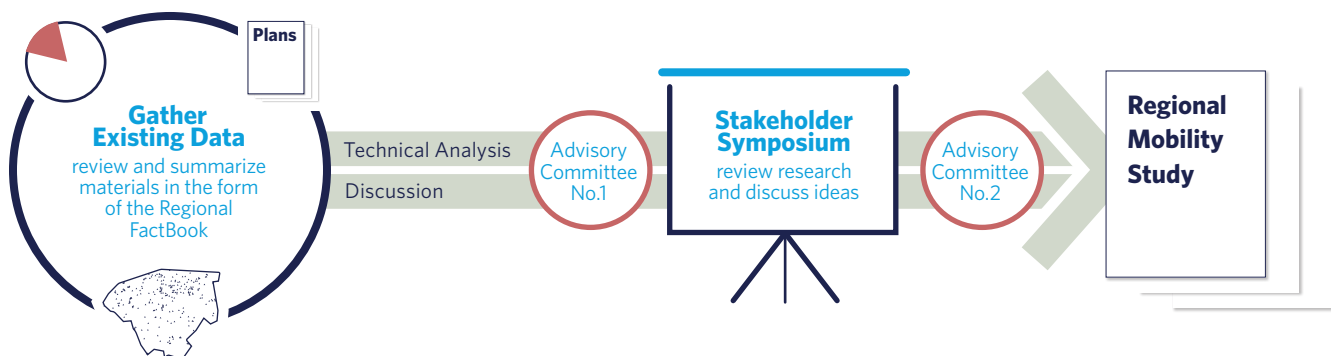 Plans
Gather
Existing Data
review and summarize
materials in the form
of the Regional
FactBook
Technical Analysis
Discussion
Advisory
Committee
No.1
Stakeholder
Symposium
review research
and discuss ideas
Advisory
Committee
No.2
Regional
Mobility
Study